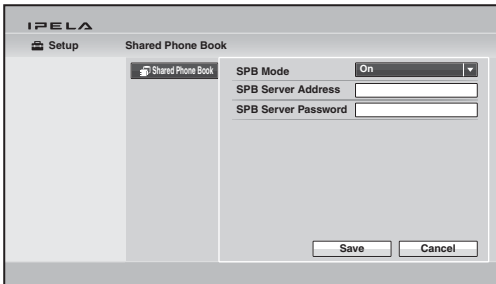 IPELA
Setup
Shared Phone Book
Shared Phone Book
SPB Mode
On
SPB Server Address
SPB Server Password
Save
Cancel